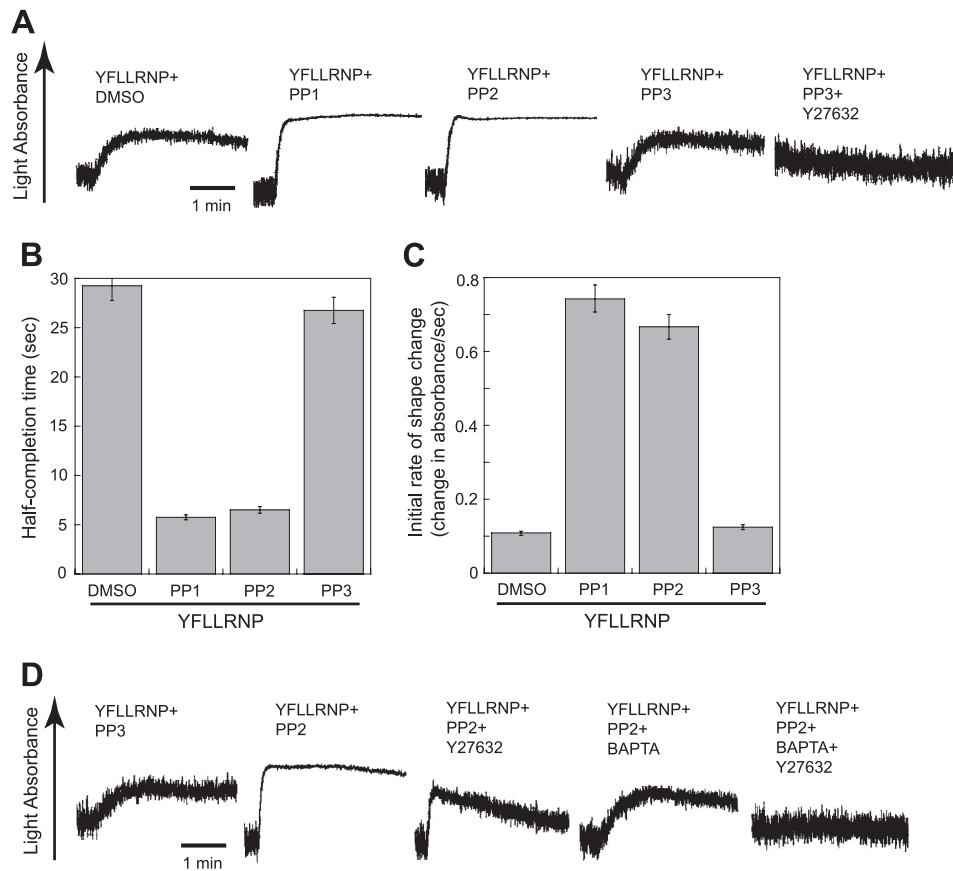 A
Light Absorbance
YFLLRNP+
DMSO
YFLLRNP+
PP1
YFLLRNP+
PP2
YFLLRNP+
PP3
YFLLRNP+
PP3+
Y27632
1 min
B
Half-completion time (sec)
30
25
20
15
10
5
0
DMSO
PP1
PP2
PP3
YFLLRNP
C
Initial rate of shape change
(change in absorbance/sec)
0.8
0.6
0.4
0.2
0
DMSO
PP1
PP2
PP3
YFLLRNP
D
Light Absorbance
YFLLRNP+
PP3
YFLLRNP+
PP2
YFLLRNP+
PP2+
Y27632
YFLLRNP+
PP2+
BAPTA
YFLLRNP+
PP2+
BAPTA+
Y27632
1 min